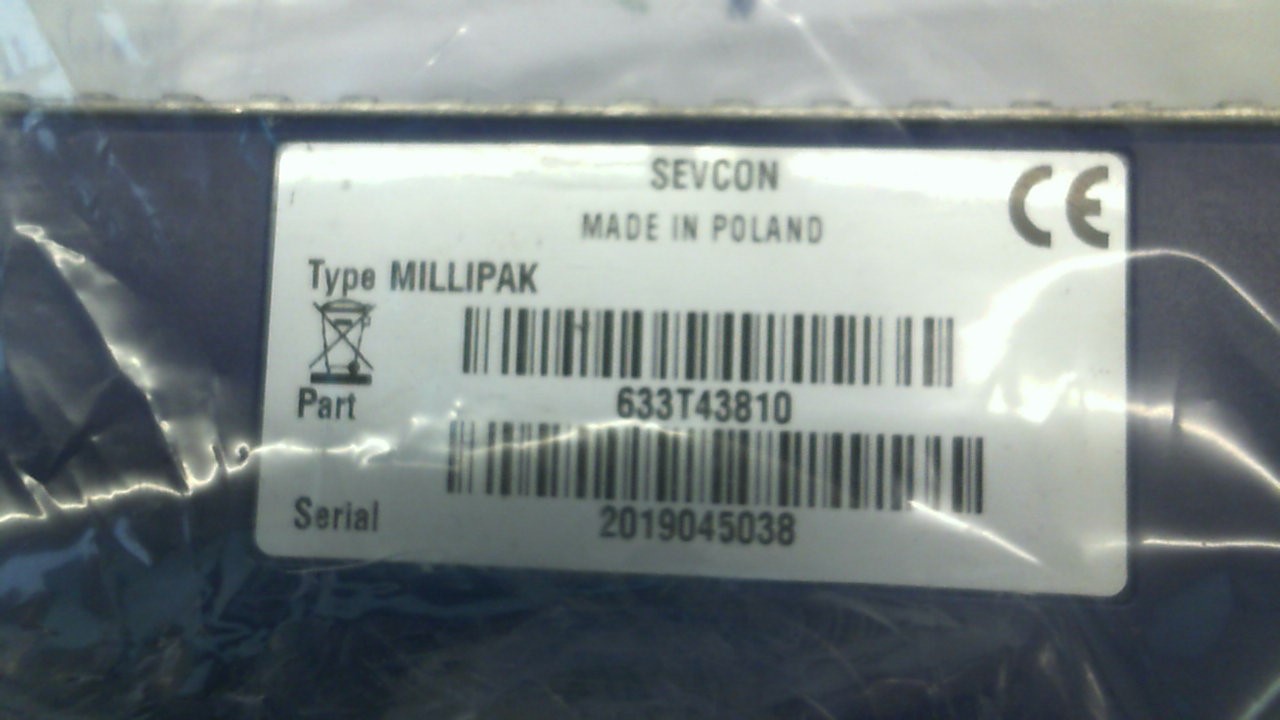 SEVCON
MADE IN POLAND
CE
Type MILLIPAK
Part 633T43810
Serial 2019045038